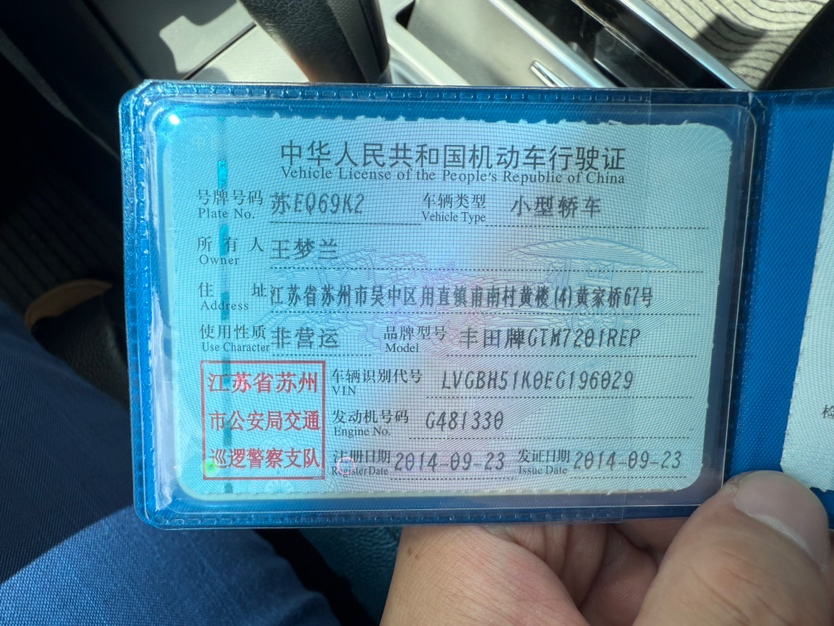 中华人民共和国机动车行驶证
Vehicle License of the People's Republic of China
号牌号码 苏EQ69K2 车辆类型 小型轿车
Plate No. Vehicle Type
所有人 王梦兰
Owner
住址 江苏省苏州市吴中区甪直镇甫南村黄楼(4)黄家桥67号
Address
使用性质 非营运 品牌型号 丰田牌GTM7201REP
Use Character Model
江苏省苏州
市公安局交通
巡逻警察支队
车辆识别代号 LVGBH51K0EG196029
VIN
发动机号码 G481330
Engine No.
注册日期 2014-09-23 发证日期 2014-09-23
Register Date Issue Date